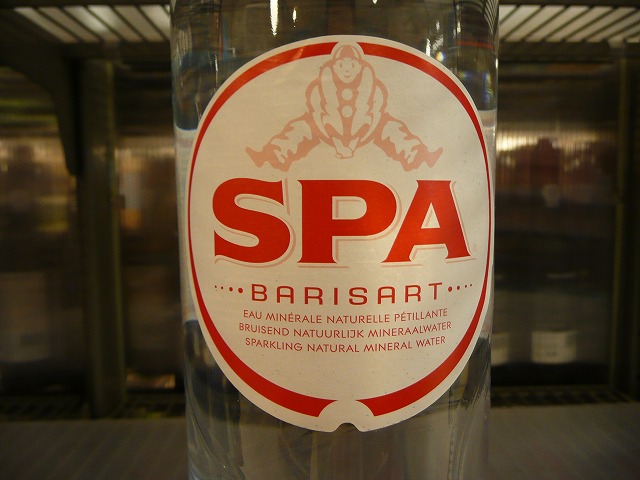 SPA
BARISART
EAU MINÉRALE NATURELLE PÉTILLANTE
BRUISEND NATUURLIJK MINERAALWATER
SPARKLING NATURAL MINERAL WATER